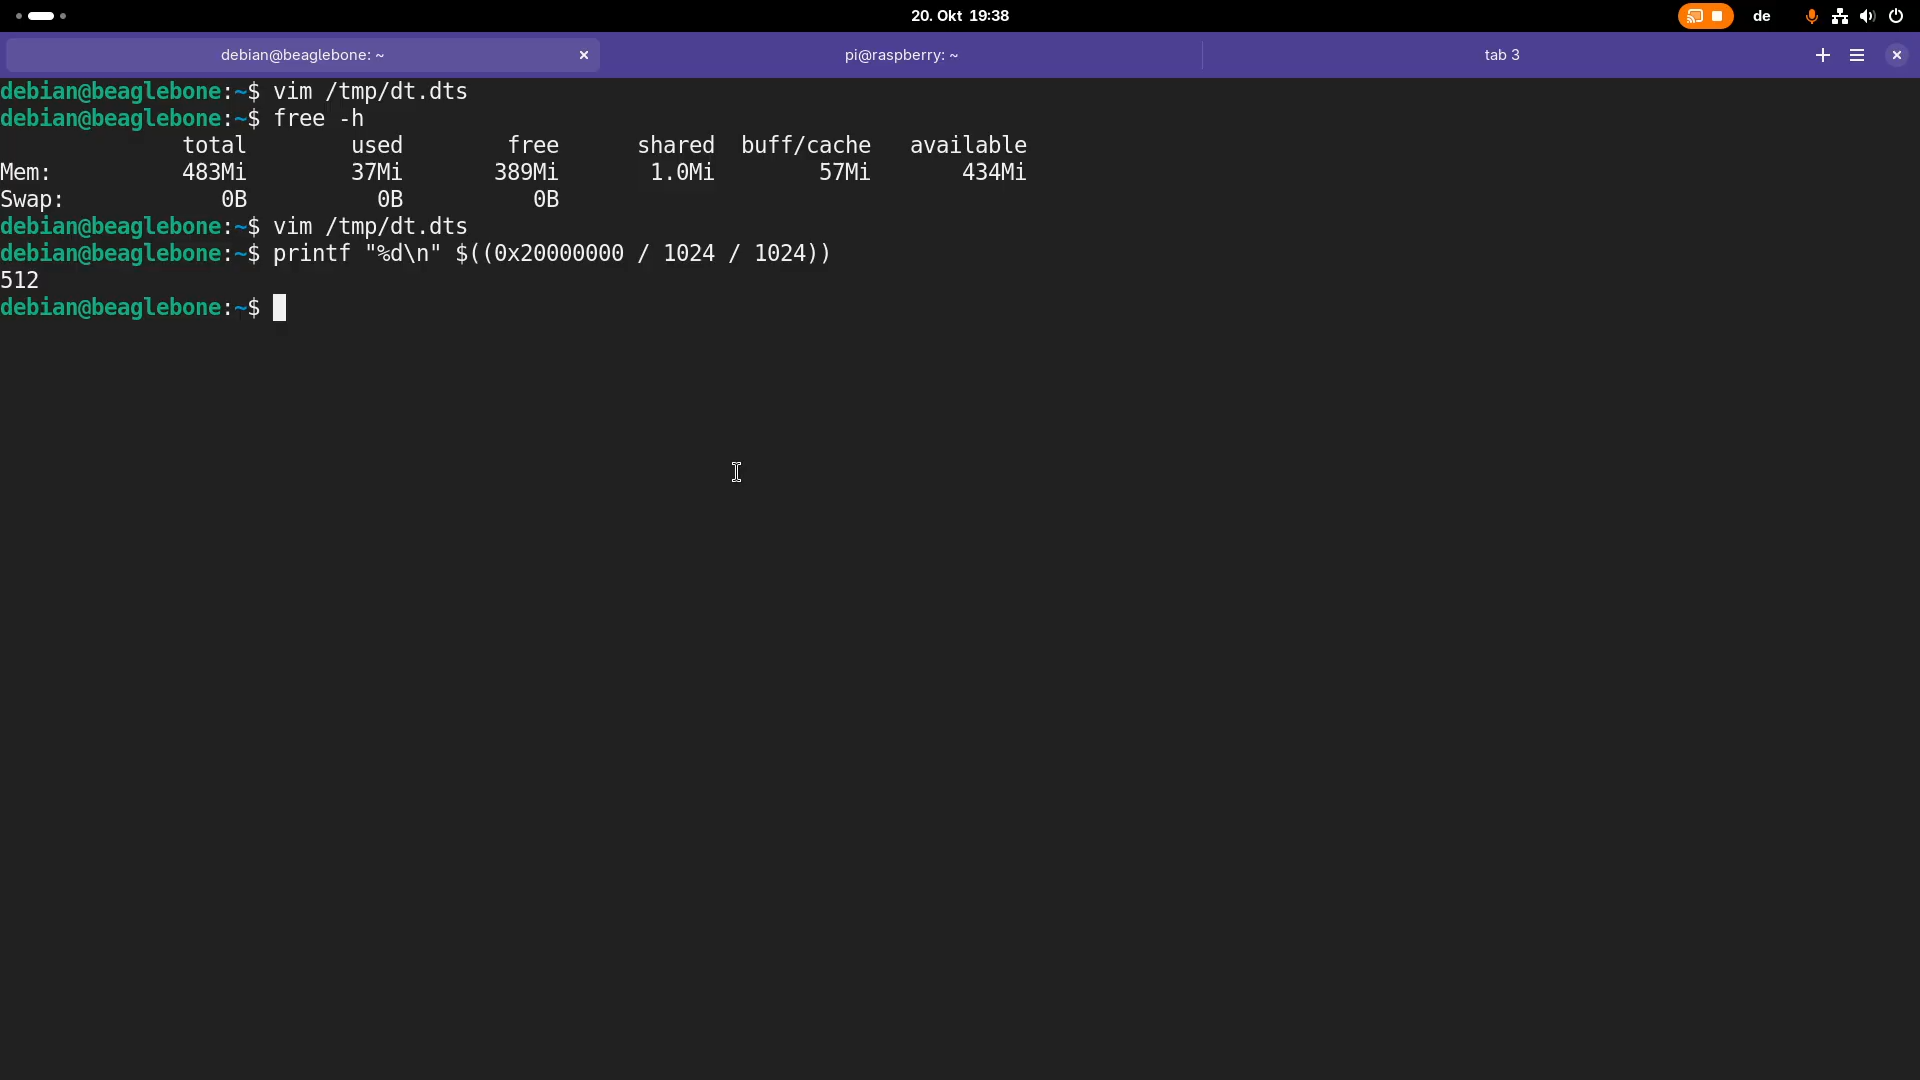 20. Okt 19:38
de
debian@beaglebone: ~
pi@raspberry: ~
tab 3
debian@beaglebone:~$ vim /tmp/dt.dts
debian@beaglebone:~$ free -h
              total        used        free      shared  buff/cache   available
Mem:          483Mi        37Mi       389Mi       1.0Mi        57Mi       434Mi
Swap:            0B          0B          0B
debian@beaglebone:~$ vim /tmp/dt.dts
debian@beaglebone:~$ printf "%d\n" $((0x20000000 / 1024 / 1024))
512
debian@beaglebone:~$